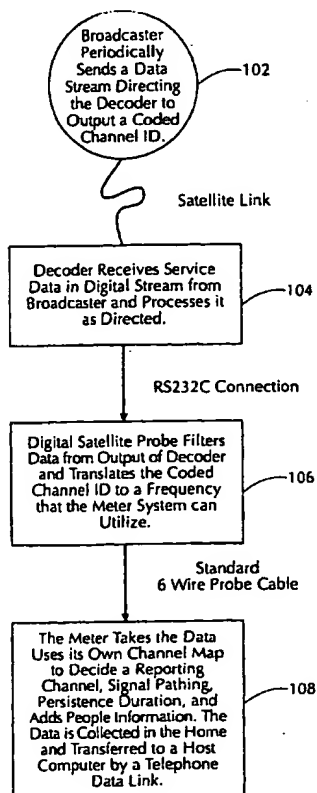 Broadcaster
Periodically
Sends a Data
Stream Directing
the Decoder to
Output a Coded
Channel ID.
102
Satellite Link
Decoder Receives Service
Data in Digital Stream from
Broadcaster and Processes it
as Directed.
104
RS232C Connection
Digital Satellite Probe Filters
Data from Output of Decoder
and Translates the Coded
Channel ID to a Frequency
that the Meter System can
Utilize.
106
Standard
6 Wire Probe Cable
The Meter Takes the Data
Uses its Own Channel Map
to Decide a Reporting
Channel, Signal Pathing,
Persistence Duration, and
Adds People Information. The
Data is Collected in the Home
and Transferred to a Host
Computer by a Telephone
Data Link.
108